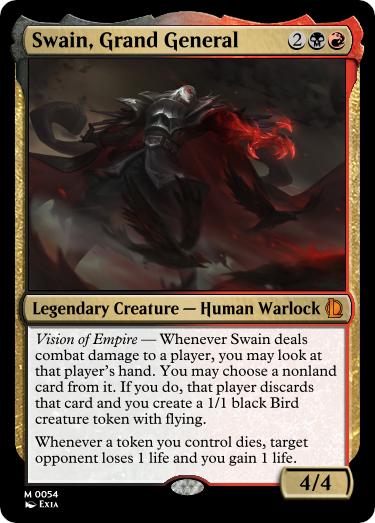 Swain, Grand General 2
Legendary Creature — Human Warlock
Vision of Empire — Whenever Swain deals
combat damage to a player, you may look at
that player's hand. You may choose a nonland
card from it. If you do, that player discards
that card and you create a 1/1 black Bird
creature token with flying.
Whenever a token you control dies, target
opponent loses 1 life and you gain 1 life.
4/4
M 0054
Exia